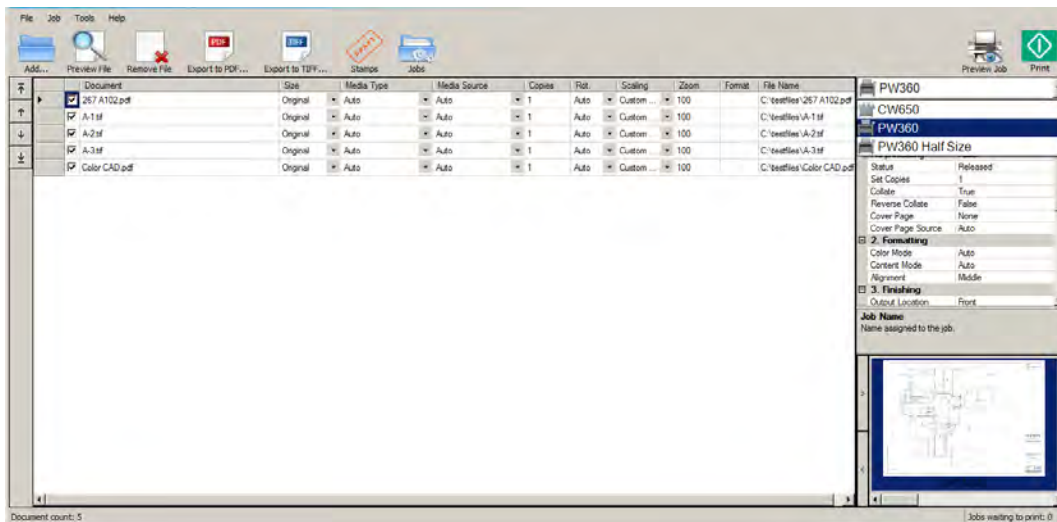 File Job Tools Help
PDF TIFF DRAFT
Add... Preview File Remove File Export to PDF... Export to TIFF... Stamps Jobs Preview Job Print
Document Size Media Type Media Source Copies Rot. Scaling Zoom Format File Name
267 A102.pdf Original Auto Auto 1 Auto Custom ... 100 C:\testfiles\267 A102.pdf
A-1.tif Original Auto Auto 1 Auto Custom 100 C:\testfiles\A-1.tif
A-2.tif Original Auto Auto 1 Auto Custom ... 100 C:\testfiles\A-2.tif
A-3.tif Original Auto Auto 1 Auto Custom ... 100 C:\testfiles\A-3.tif
Color CAD.pdf Original Auto Auto 1 Auto Custom ... 100 C:\testfiles\Color CAD.pdf
PW360
CW650
PW360
PW360 Half Size
Status Released
Set Copies 1
Collate True
Reverse Collate False
Cover Page None
Cover Page Source Auto
2. Formatting
Color Mode Auto
Content Mode Auto
Alignment Middle
3. Finishing
Output Location Front
Job Name
Name assigned to the job.
Document count: 5
Jobs waiting to print: 0